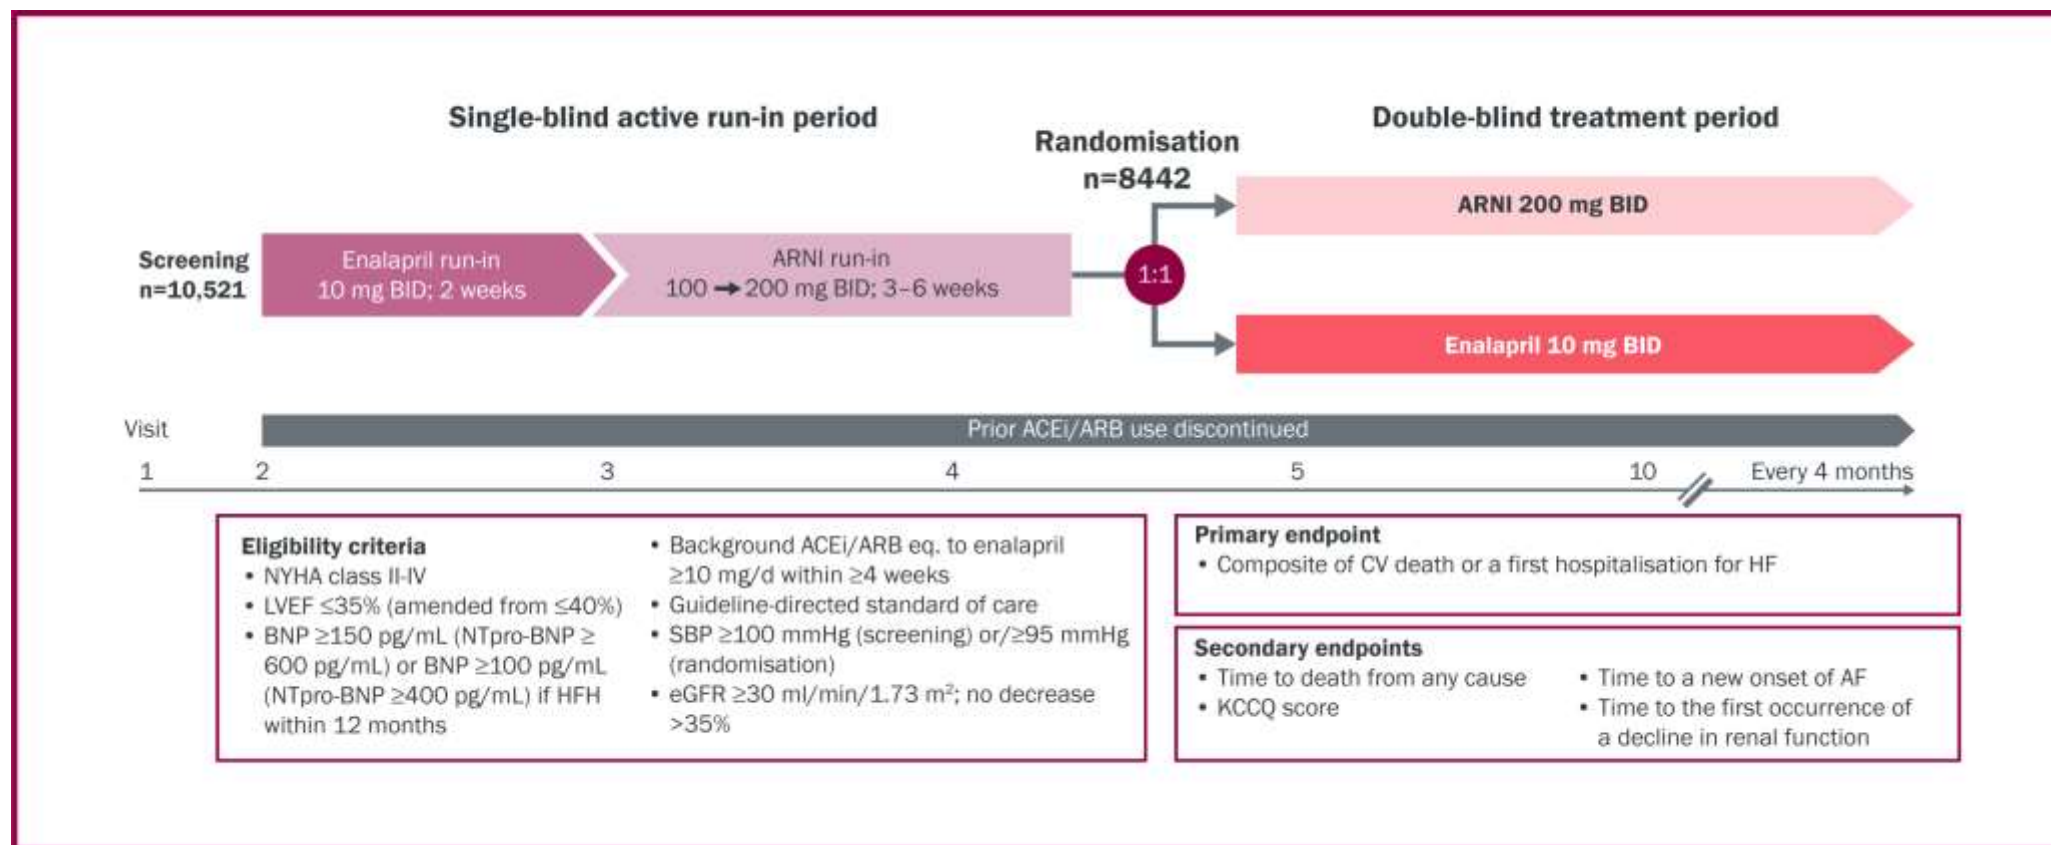 Single-blind active run-in period
Double-blind treatment period
Randomisation
n=8442
Screening
n=10,521
Enalapril run-in
10 mg BID; 2 weeks
ARNI run-in
100 → 200 mg BID; 3–6 weeks
1:1
ARNI 200 mg BID
Enalapril 10 mg BID
Visit
Prior ACEi/ARB use discontinued
1 2 3 4 5 10 Every 4 months
Eligibility criteria
• NYHA class II-IV
• LVEF ≤35% (amended from ≤40%)
• BNP ≥150 pg/mL (NTpro-BNP ≥
600 pg/mL) or BNP ≥100 pg/mL
(NTpro-BNP ≥400 pg/mL) if HFH
within 12 months
• Background ACEi/ARB eq. to enalapril
≥10 mg/d within ≥4 weeks
• Guideline-directed standard of care
• SBP ≥100 mmHg (screening) or/≥95 mmHg
(randomisation)
• eGFR ≥30 ml/min/1.73 m²; no decrease
>35%
Primary endpoint
• Composite of CV death or a first hospitalisation for HF
Secondary endpoints
• Time to death from any cause
• KCCQ score
• Time to a new onset of AF
• Time to the first occurrence of
a decline in renal function